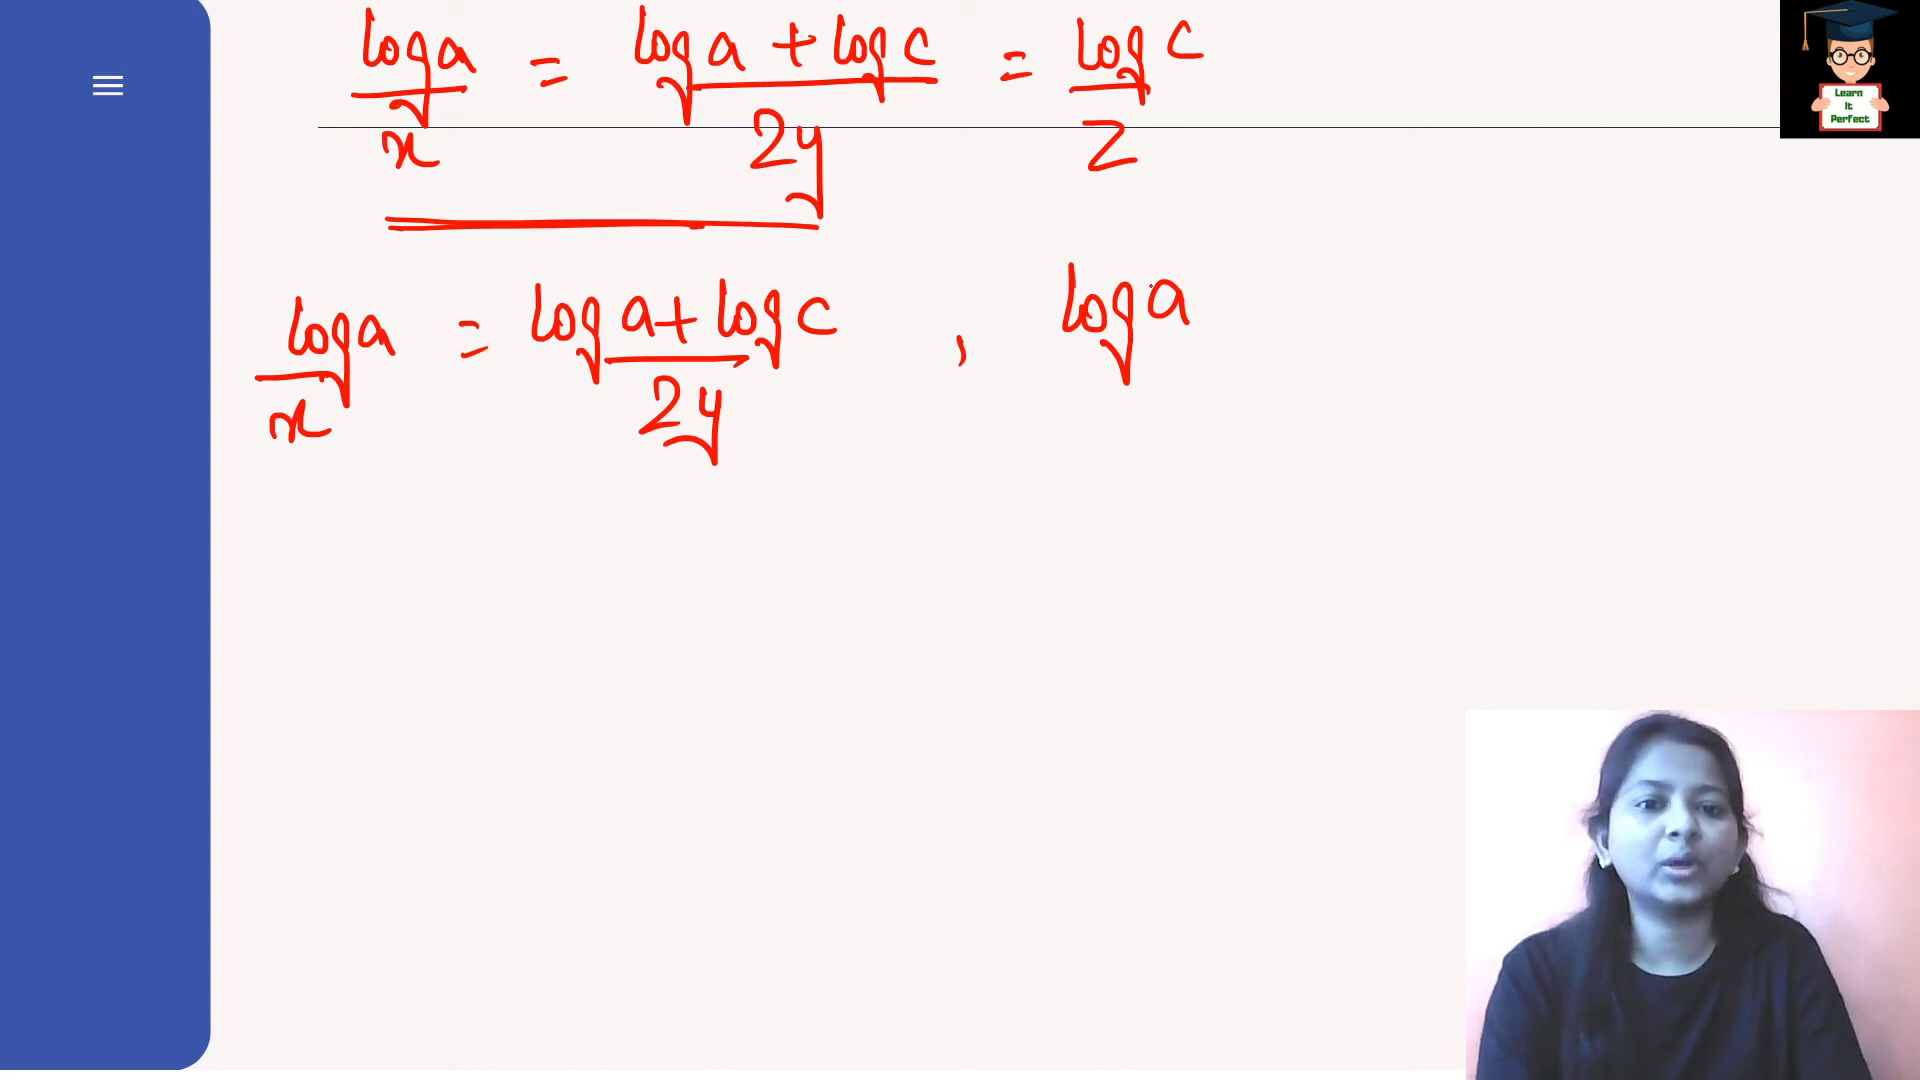 log a / x = log a + log c / 2y = log c / z
Learn
It
Perfect
log a / x = log a + log c / 2y , log a